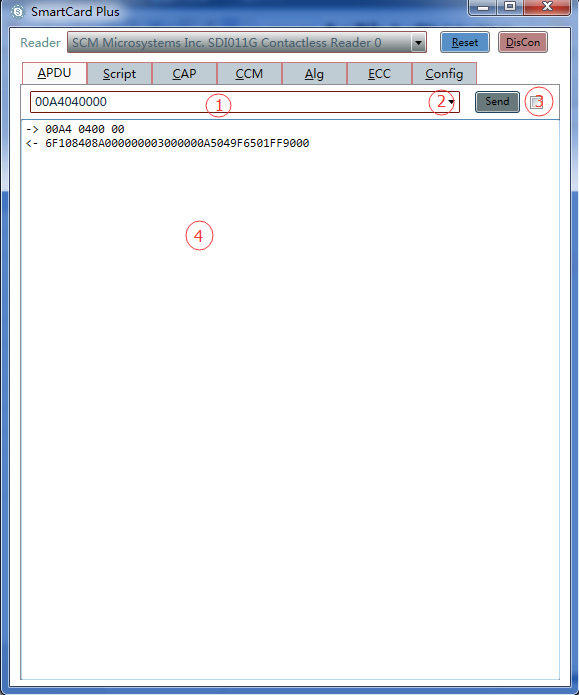 SmartCard Plus
Reader SCM Microsystems Inc. SDI011G Contactless Reader 0 Reset DisCon
APDU Script CAP CCM Alg ECC Config
00A4040000 1 2 Send 3
-> 00A4 0400 00
<- 6F108408A000000003000000A5049F6501FF9000
4